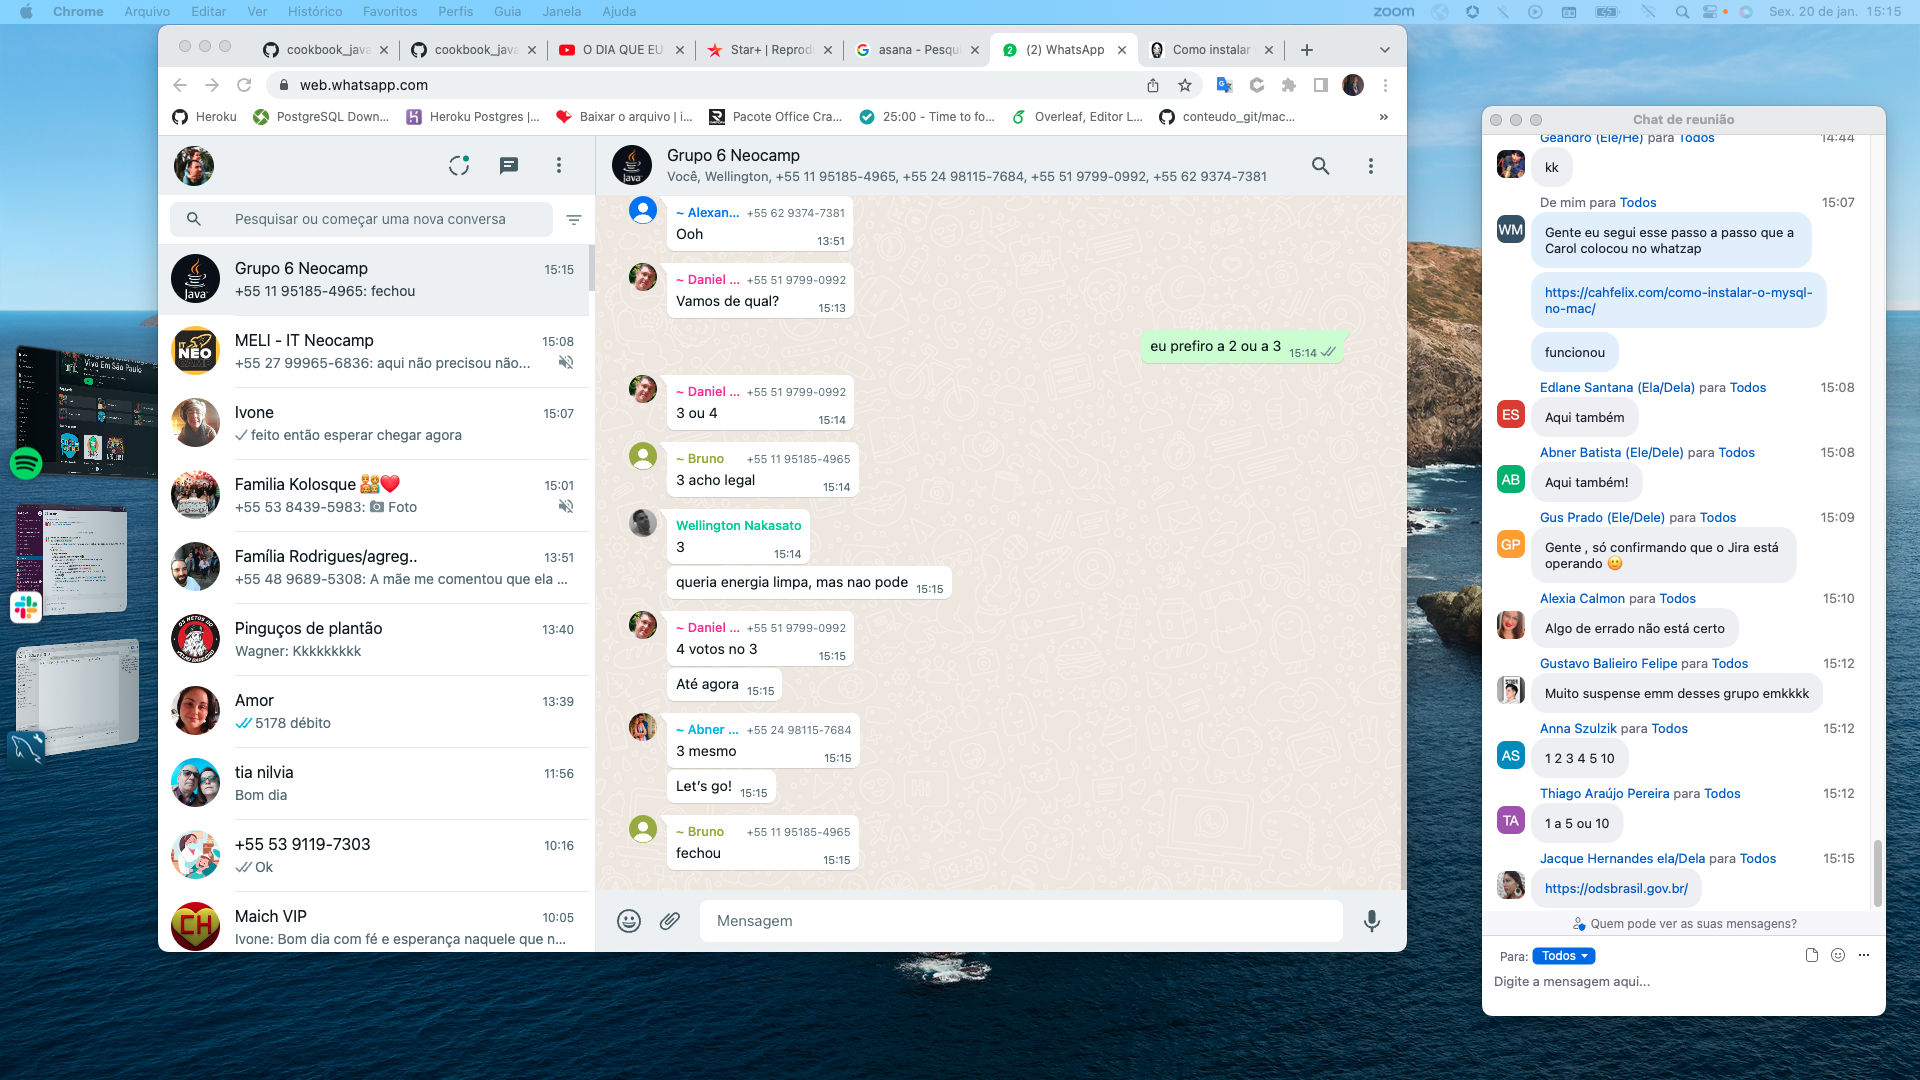 Chrome Arquivo Editar Ver Histórico Favoritos Perfis Guia Janela Ajuda
zoom
Sex. 20 de jan. 15:15
cookbook_java
cookbook_java
O DIA QUE EU
Star+ | Reprodu
asana - Pesqui
(2) WhatsApp
Como instalar
web.whatsapp.com
Heroku
PostgreSQL Down...
Heroku Postgres |...
Baixar o arquivo | i...
Pacote Office Cra...
25:00 - Time to fo...
Overleaf, Editor L...
conteudo_git/mac...
»
Pesquisar ou começar uma nova conversa
Grupo 6 Neocamp 15:15
+55 11 95185-4965: fechou
MELI - IT Neocamp 15:08
+55 27 99965-6836: aqui não precisou não...
Ivone 15:07
feito então esperar chegar agora
Familia Kolosque 👨‍👩‍👧‍👦❤️ 15:01
+55 53 8439-5983: 📷 Foto
Família Rodrigues/agreg.. 13:51
+55 48 9689-5308: A mãe me comentou que ela ...
Pinguços de plantão 13:40
Wagner: Kkkkkkkkk
Amor 13:39
5178 débito
tia nilvia 11:56
Bom dia
+55 53 9119-7303 10:16
Ok
Maich VIP 10:05
Ivone: Bom dia com fé e esperança naquele que n...
Grupo 6 Neocamp
Você, Wellington, +55 11 95185-4965, +55 24 98115-7684, +55 51 9799-0992, +55 62 9374-7381
~ Alexan... +55 62 9374-7381
Ooh 13:51
~ Daniel ... +55 51 9799-0992
Vamos de qual? 15:13
eu prefiro a 2 ou a 3 15:14
~ Daniel ... +55 51 9799-0992
3 ou 4 15:14
~ Bruno +55 11 95185-4965
3 acho legal 15:14
Wellington Nakasato
3 15:14
queria energia limpa, mas nao pode 15:15
~ Daniel ... +55 51 9799-0992
4 votos no 3 15:15
Até agora 15:15
~ Abner ... +55 24 98115-7684
3 mesmo 15:15
Let's go! 15:15
~ Bruno +55 11 95185-4965
fechou 15:15
Mensagem
Chat de reunião
Geandro (Ele/He) para Todos 14:44
kk
De mim para Todos 15:07
WM
Gente eu segui esse passo a passo que a
Carol colocou no whatzap
https://cahfelix.com/como-instalar-o-mysql-
no-mac/
funcionou
Edlane Santana (Ela/Dela) para Todos 15:08
ES
Aqui também
Abner Batista (Ele/Dele) para Todos 15:08
AB
Aqui também!
Gus Prado (Ele/Dele) para Todos 15:09
GP
Gente , só confirmando que o Jira está
operando 🙂
Alexia Calmon para Todos 15:10
Algo de errado não está certo
Gustavo Balieiro Felipe para Todos 15:12
Muito suspense emm desses grupo emkkkk
Anna Szulzik para Todos 15:12
AS
1 2 3 4 5 10
Thiago Araújo Pereira para Todos 15:12
TA
1 a 5 ou 10
Jacque Hernandes ela/Dela para Todos 15:15
https://odsbrasil.gov.br/
Quem pode ver as suas mensagens?
Para: Todos
Digite a mensagem aqui...
Vivo Em São Paulo
Java
Java
IT NEO
CH